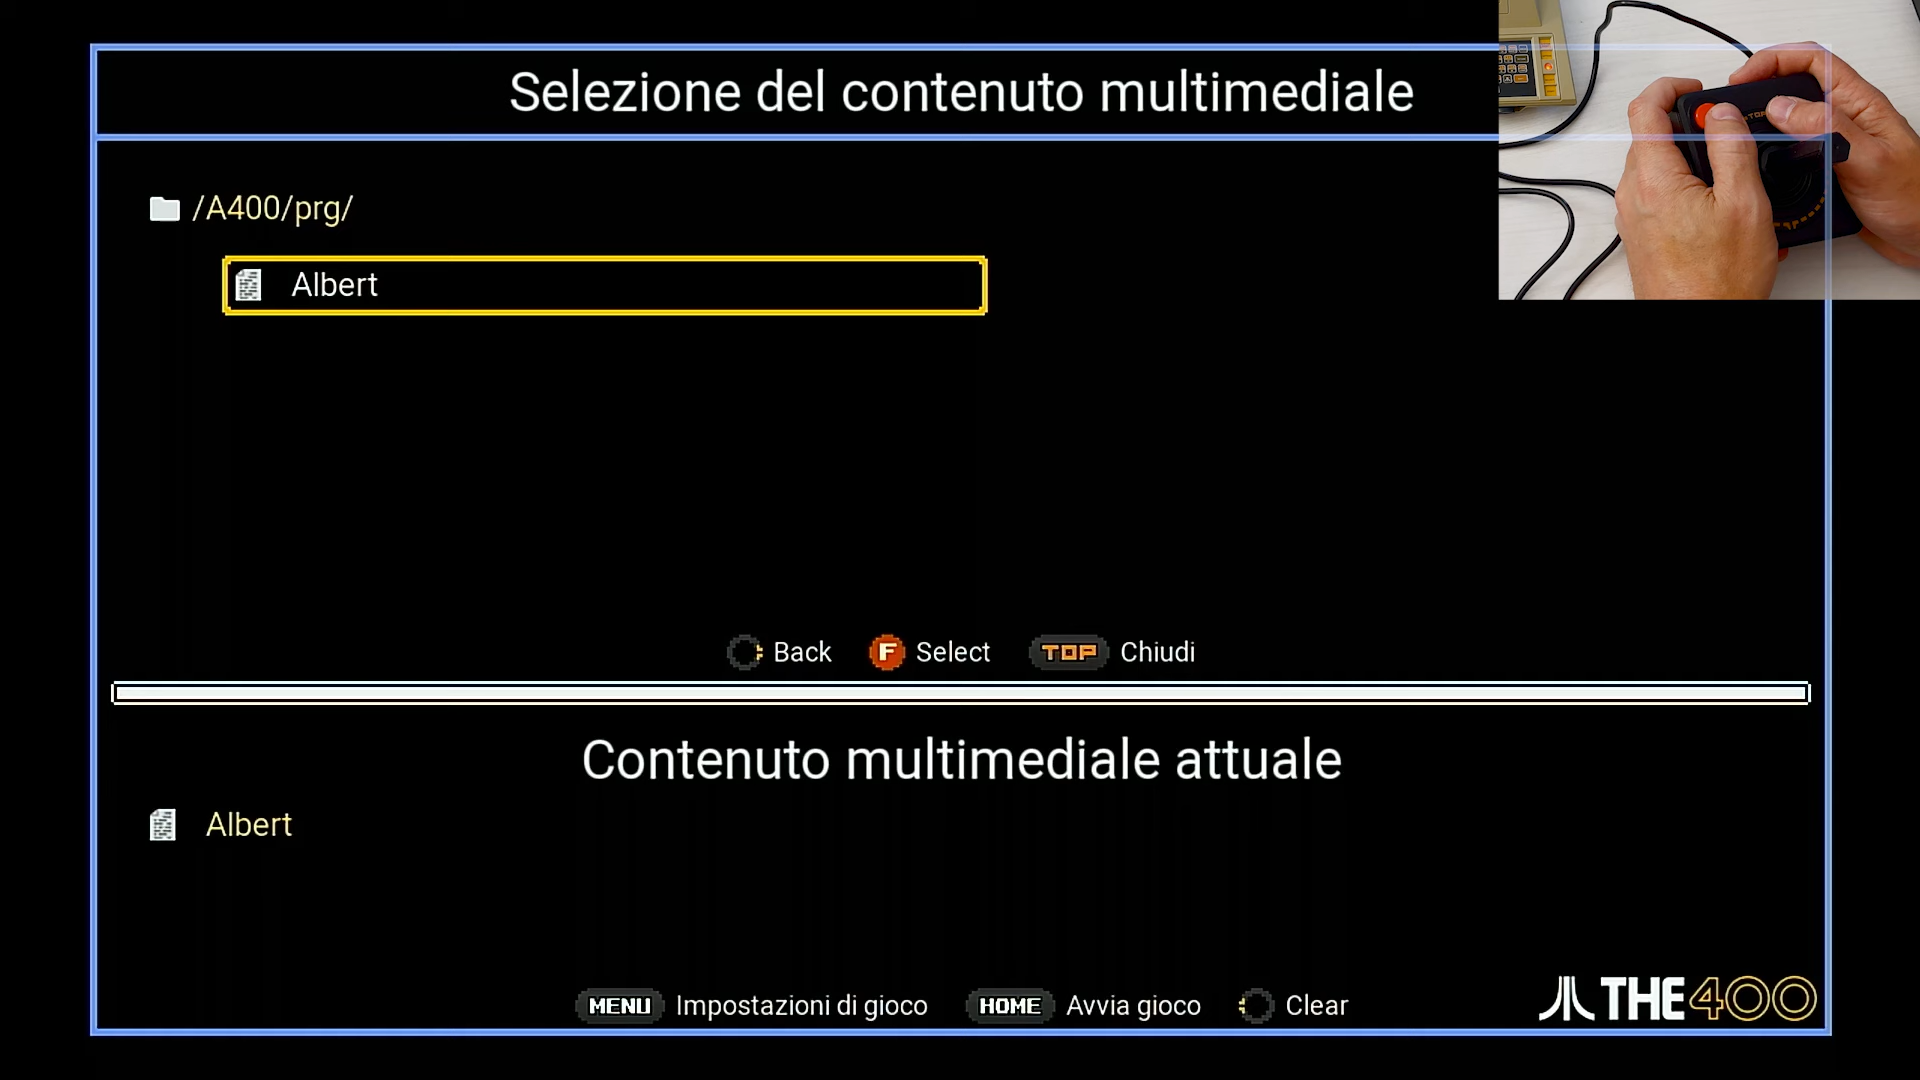 Selezione del contenuto multimediale
/A400/prg/
Albert
Back F Select TOP Chiudi
Contenuto multimediale attuale
Albert
MENU Impostazioni di gioco HOME Avvia gioco Clear
THE400